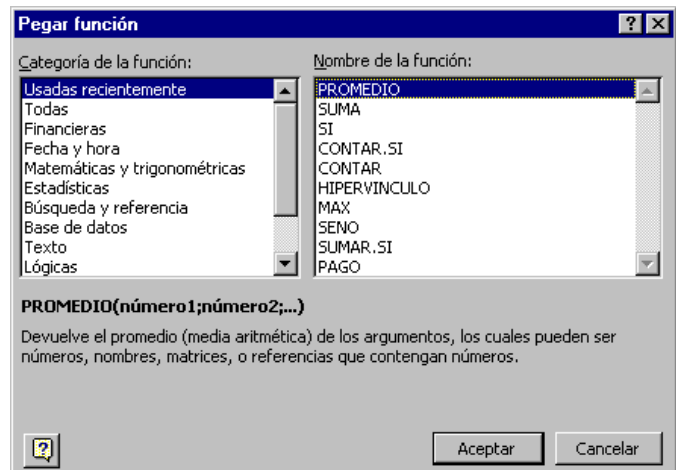 Pegar función
Categoría de la función:
Nombre de la función:
Usadas recientemente
Todas
Financieras
Fecha y hora
Matemáticas y trigonométricas
Estadísticas
Búsqueda y referencia
Base de datos
Texto
Lógicas
PROMEDIO
SUMA
SI
CONTAR.SI
CONTAR
HIPERVINCULO
MAX
SENO
SUMAR.SI
PAGO
PROMEDIO(número1;número2;...)
Devuelve el promedio (media aritmética) de los argumentos, los cuales pueden ser
números, nombres, matrices, o referencias que contengan números.
Aceptar
Cancelar